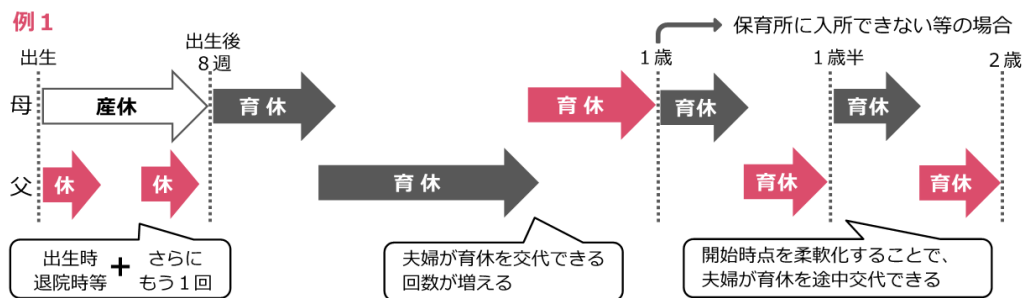 例1
保育所に入所できない等の場合
出生
出生後
8週
1歳
1歳半
2歳
母
産休
育休
育休
育休
育休
父
休
休
育休
育休
育休
出生時
退院時等
+
さらに
もう1回
夫婦が育休を交代できる
回数が増える
開始時点を柔軟化することで、
夫婦が育休を途中交代できる